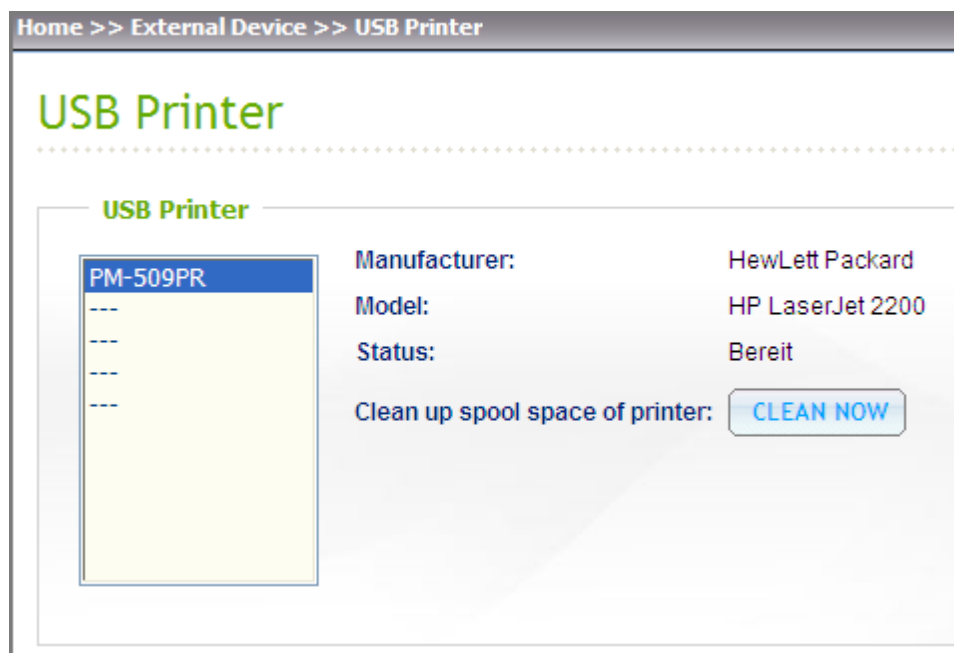 Home >> External Device >> USB Printer
USB Printer
USB Printer
PM-509PR
---
---
---
---
Manufacturer: HewLett Packard
Model: HP LaserJet 2200
Status: Bereit
Clean up spool space of printer: CLEAN NOW